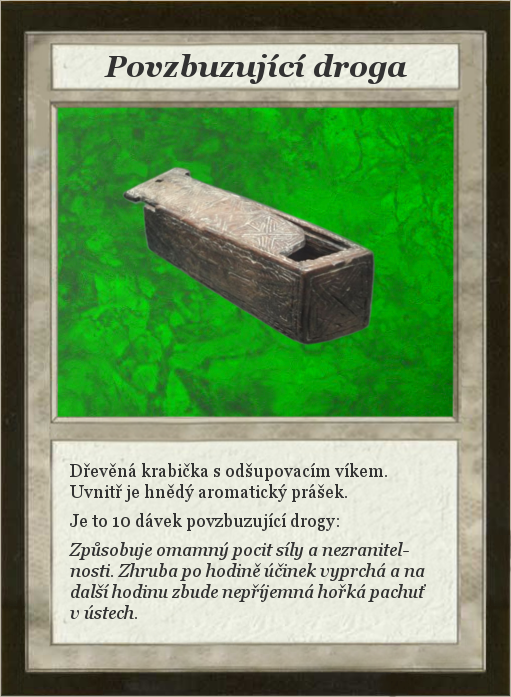 Povzbuzující droga
Dřevěná krabička s odšupovacím víkem.
Uvnitř je hnědý aromatický prášek.
Je to 10 dávek povzbuzující drogy:
Způsobuje omamný pocit síly a nezranitel-
nosti. Zhruba po hodině účinek vyprchá a na
další hodinu zbude nepříjemná hořká pachuť
v ústech.